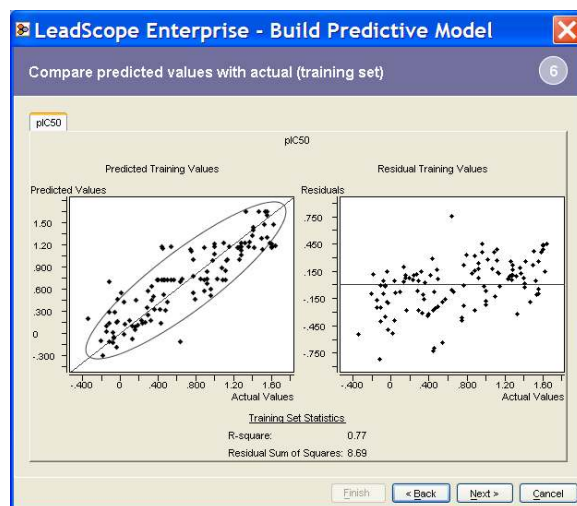 LeadScope Enterprise - Build Predictive Model
Compare predicted values with actual (training set)
6
pIC50
pIC50
Predicted Training Values
Residual Training Values
Predicted Values
Residuals
1.50
1.20
.900
.600
.300
0
-.300
-.400 0 .400 .800 1.20 1.60
Actual Values
.750
.450
.150
-.150
-.450
-.750
-.400 0 .400 .800 1.20 1.60
Actual Values
Training Set Statistics
R-square: 0.77
Residual Sum of Squares: 8.69
Finish
< Back
Next >
Cancel